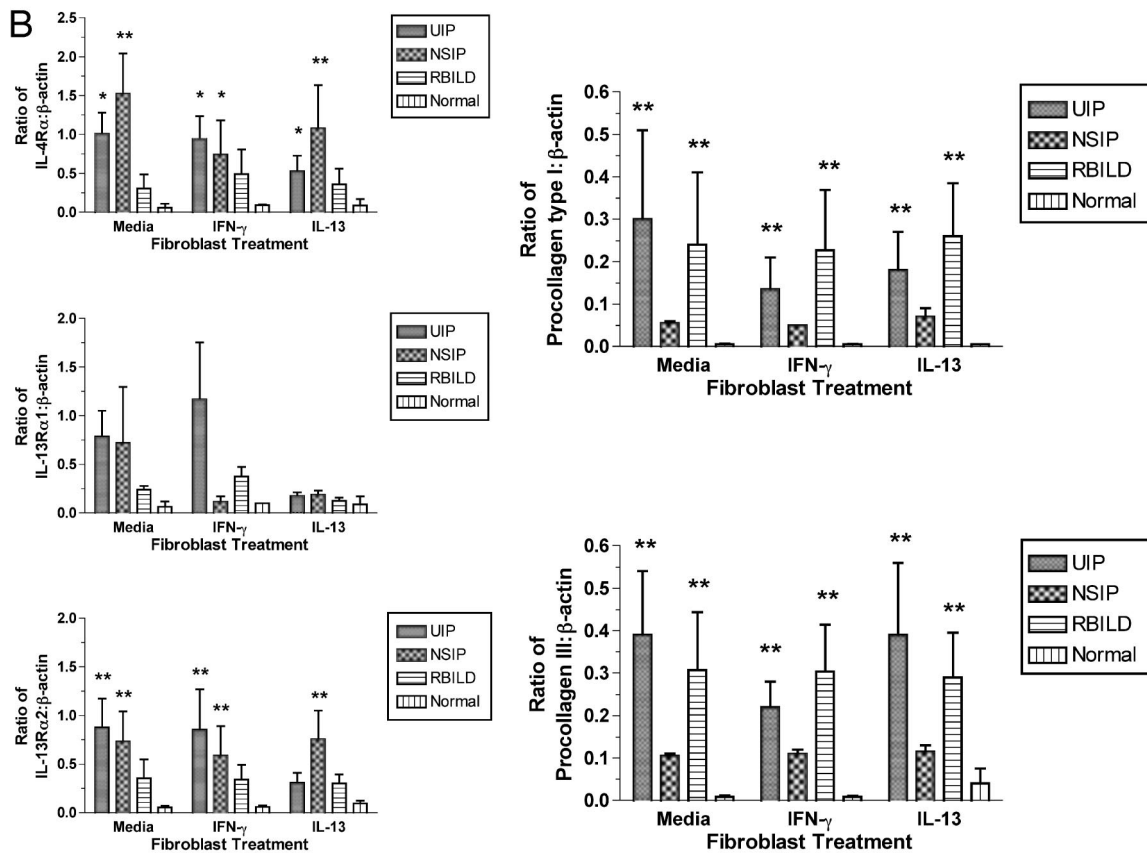 B
2.5
2.0
1.5
1.0
0.5
0.0
Ratio of
IL-4Rα:β-actin
* ** * * * **
Media IFN-γ IL-13
Fibroblast Treatment
UIP
NSIP
RBILD
Normal
2.0
1.5
1.0
0.5
0.0
Ratio of
IL-13Rα1:β-actin
Media IFN-γ IL-13
Fibroblast Treatment
UIP
NSIP
RBILD
Normal
2.0
1.5
1.0
0.5
0.0
Ratio of
IL-13Rα2:β-actin
** ** ** ** **
Media IFN-γ IL-13
Fibroblast Treatment
UIP
NSIP
RBILD
Normal
0.6
0.5
0.4
0.3
0.2
0.1
0.0
Ratio of
Procollagen type I:β-actin
** ** ** ** ** **
Media IFN-γ IL-13
Fibroblast Treatment
UIP
NSIP
RBILD
Normal
0.6
0.5
0.4
0.3
0.2
0.1
0.0
Ratio of
Procollagen III:β-actin
** ** ** ** ** **
Media IFN-γ IL-13
Fibroblast Treatment
UIP
NSIP
RBILD
Normal